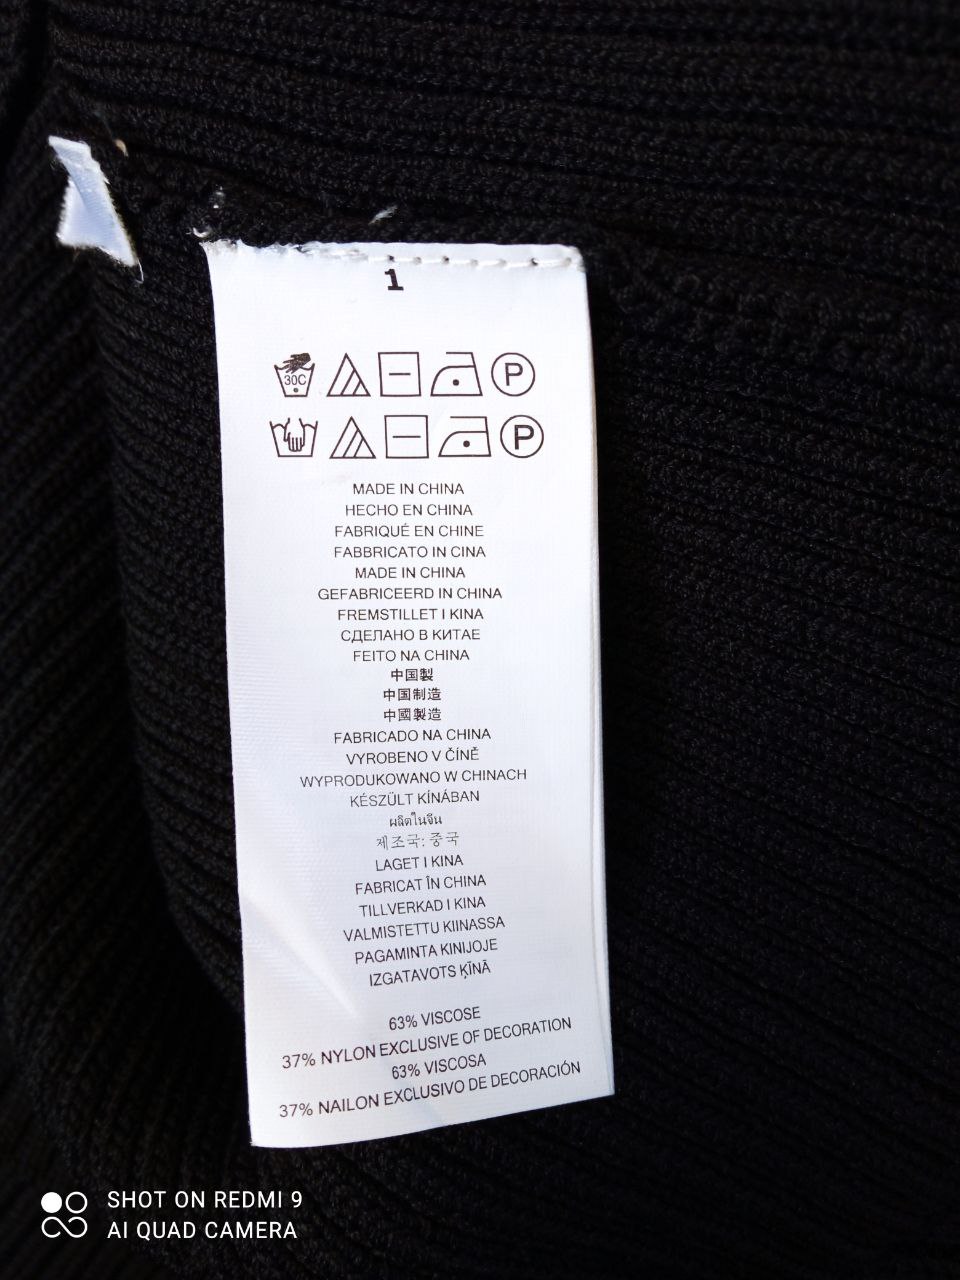 1
30C
P
P
MADE IN CHINA
HECHO EN CHINA
FABRIQUÉ EN CHINE
FABBRICATO IN CINA
MADE IN CHINA
GEFABRICEERD IN CHINA
FREMSTILLET I KINA
СДЕЛАНО В КИТАЕ
FEITO NA CHINA
中国製
中国制造
中國製造
FABRICADO NA CHINA
VYROBENO V ČÍNĚ
WYPRODUKOWANO W CHINACH
KÉSZÜLT KÍNÁBAN
ผลิตในจีน
제조국: 중국
LAGET I KINA
FABRICAT ÎN CHINA
TILLVERKAD I KINA
VALMISTETTU KIINASSA
PAGAMINTA KINIJOJE
IZGATAVOTS ĶĪNĀ
63% VISCOSE
37% NYLON EXCLUSIVE OF DECORATION
63% VISCOSA
37% NAILON EXCLUSIVO DE DECORACIÓN
SHOT ON REDMI 9
AI QUAD CAMERA